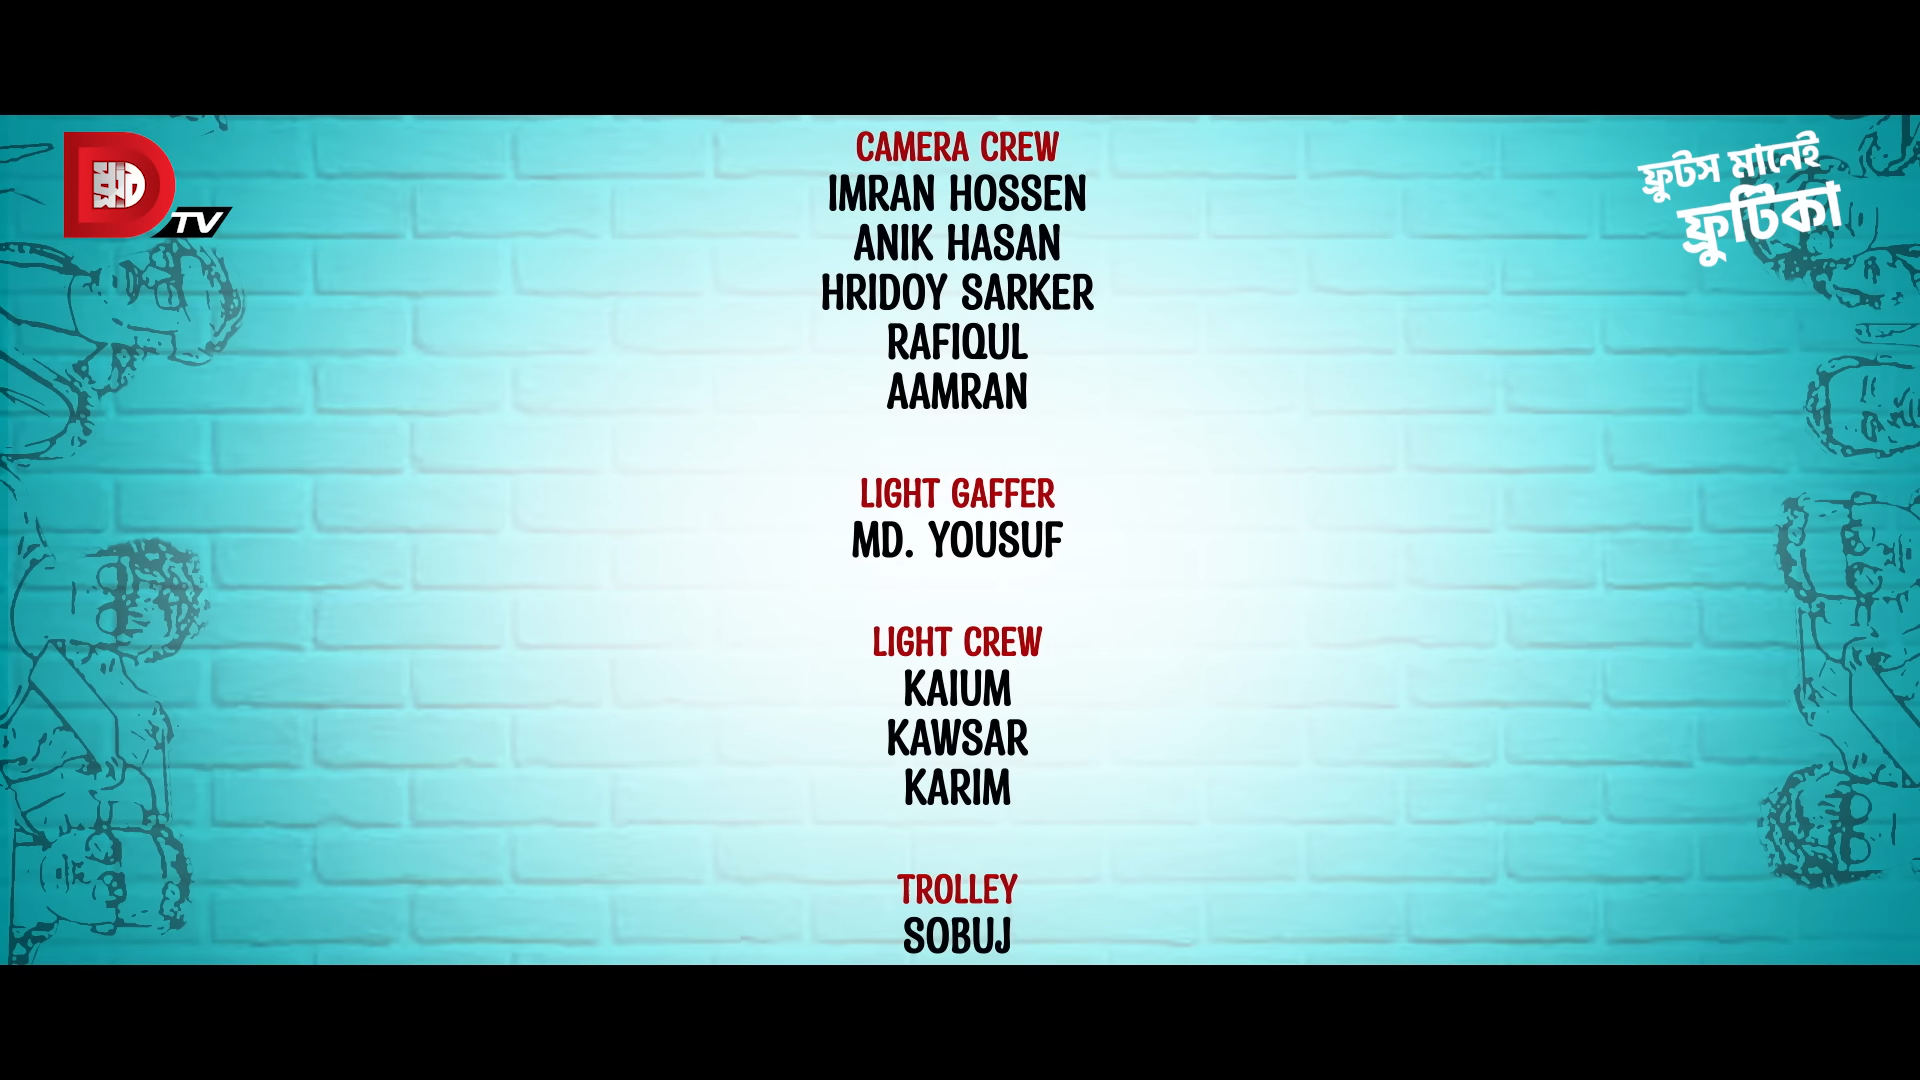 CAMERA CREW
IMRAN HOSSEN
ANIK HASAN
HRIDOY SARKER
RAFIQUL
AAMRAN
LIGHT GAFFER
MD. YOUSUF
LIGHT CREW
KAIUM
KAWSAR
KARIM
TROLLEY
SOBUJ
TV
ফ্রুটস মানেই
ফ্রুটিকা